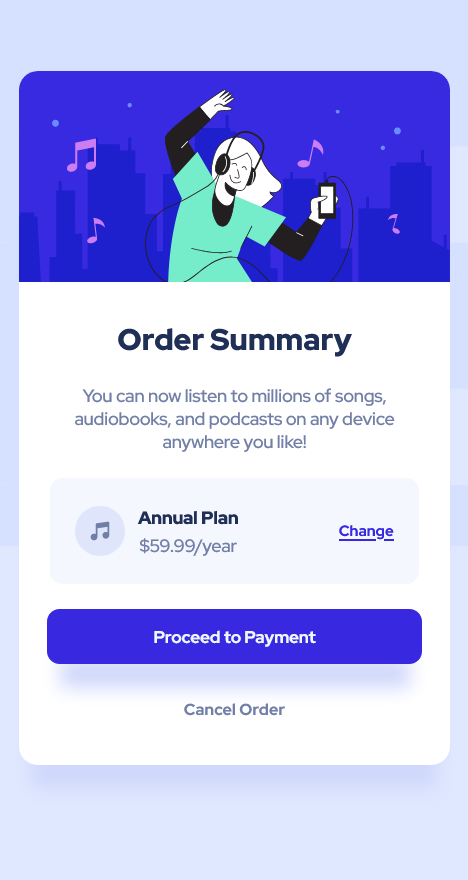 Order Summary
You can now listen to millions of songs,
audiobooks, and podcasts on any device
anywhere you like!
Annual Plan
$59.99/year
Change
Proceed to Payment
Cancel Order